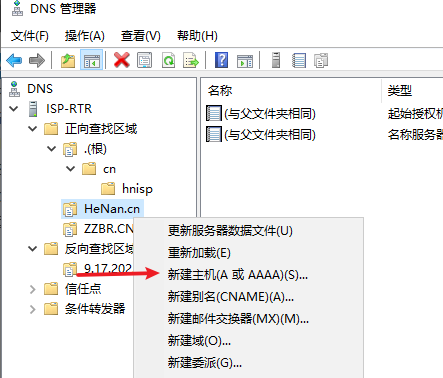 DNS 管理器
文件(F) 操作(A) 查看(V) 帮助(H)
DNS
ISP-RTR
正向查找区域
.(根)
cn
hnisp
HeNan.cn
ZZBR.CN
反向查找区域
9.17.202
信任点
条件转发器
名称 类型
(与父文件夹相同) 起始授权机
(与父文件夹相同) 名称服务器
更新服务器数据文件(U)
重新加载(E)
新建主机(A 或 AAAA)(S)...
新建别名(CNAME)(A)...
新建邮件交换器(MX)(M)...
新建域(O)...
新建委派(G)...